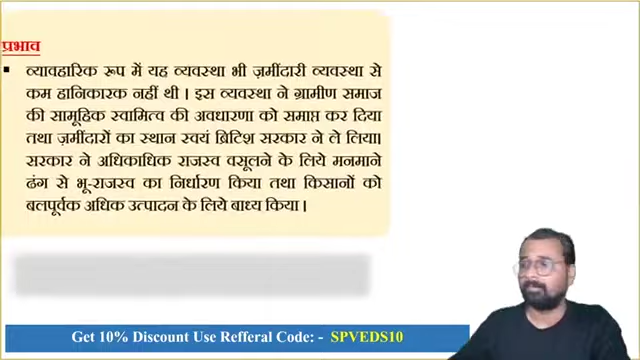 प्रभाव
▪ व्यावहारिक रूप में यह व्यवस्था भी ज़मींदारी व्यवस्था से
कम हानिकारक नहीं थी । इस व्यवस्था ने ग्रामीण समाज
की सामूहिक स्वामित्व की अवधारणा को समाप्त कर दिया
तथा ज़मींदारों का स्थान स्वयं ब्रिटिश सरकार ने ले लिया।
सरकार ने अधिकाधिक राजस्व वसूलने के लिये मनमाने
ढंग से भू-राजस्व का निर्धारण किया तथा किसानों को
बलपूर्वक अधिक उत्पादन के लिये बाध्य किया ।
Get 10% Discount Use Refferal Code: - SPVEDS10